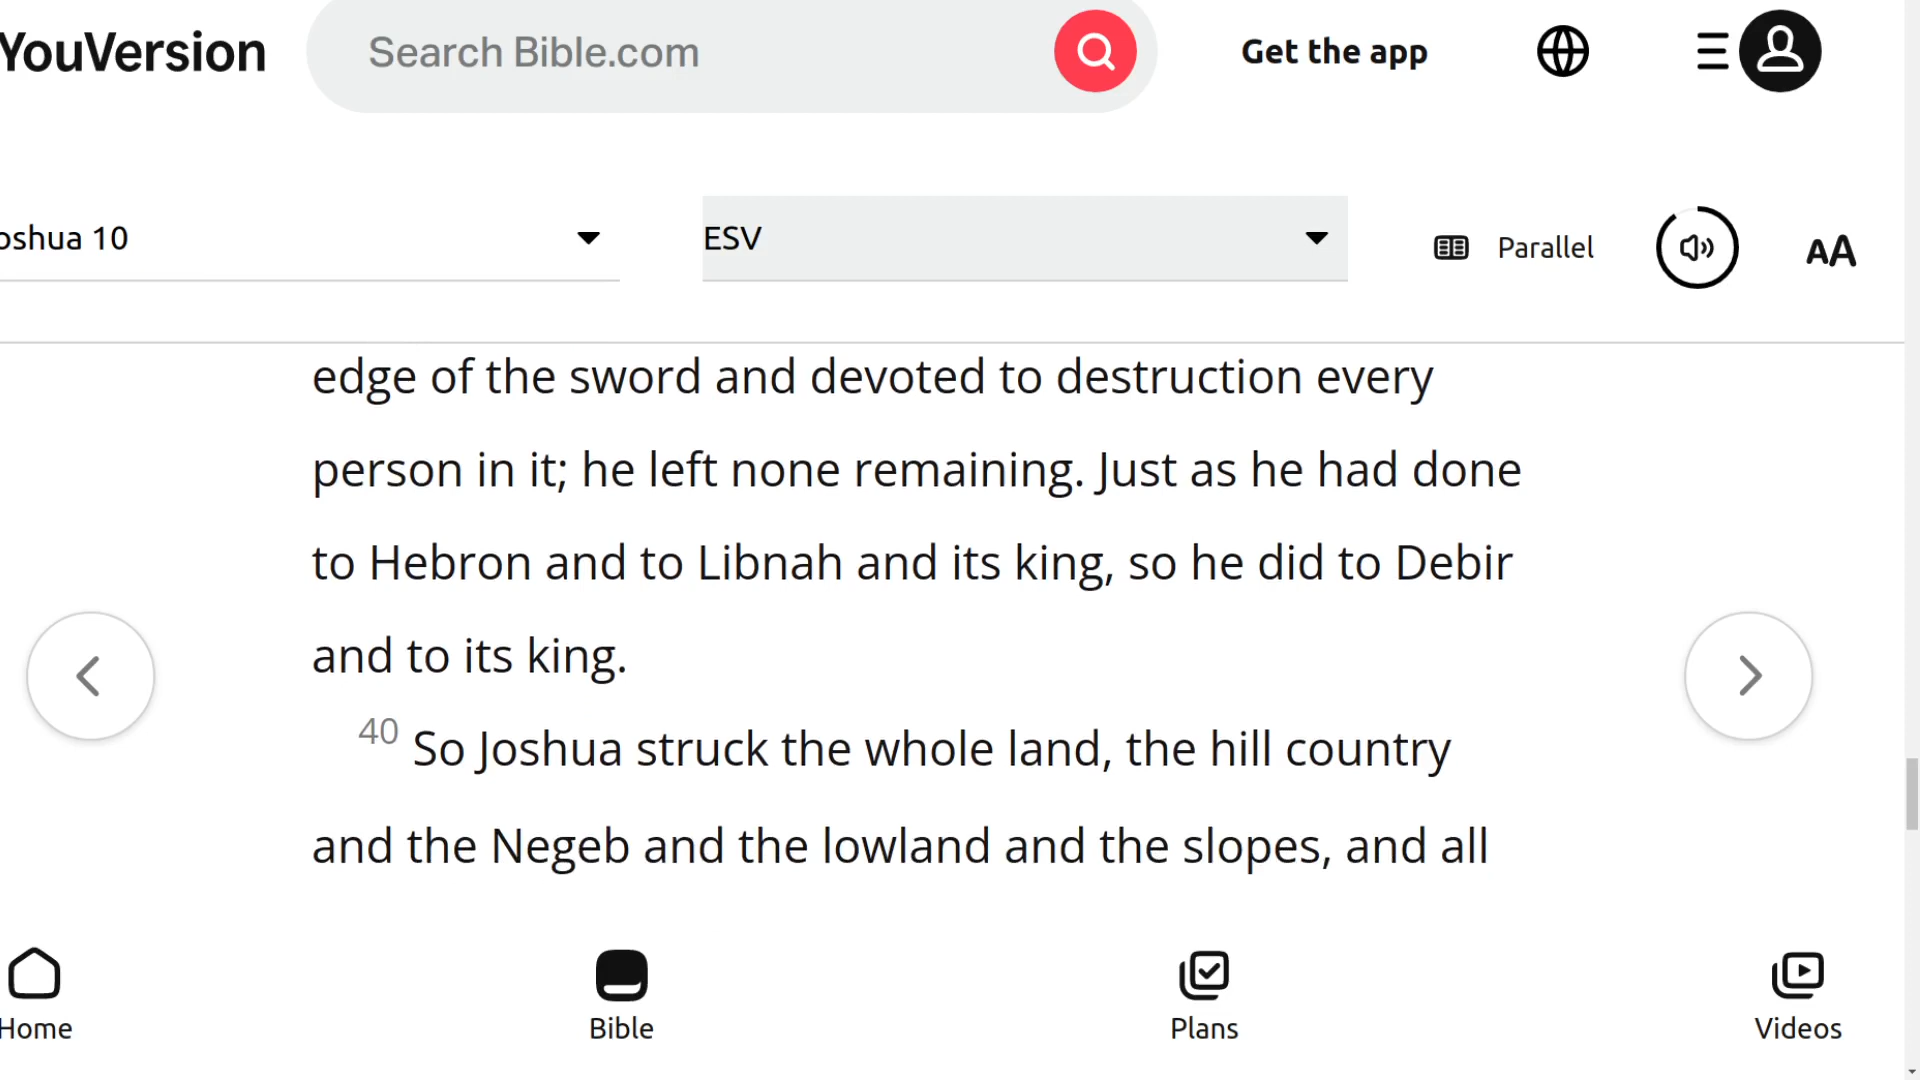 YouVersion
Search Bible.com
Get the app
oshua 10
ESV
Parallel
AA
edge of the sword and devoted to destruction every
person in it; he left none remaining. Just as he had done
to Hebron and to Libnah and its king, so he did to Debir
and to its king.
40 So Joshua struck the whole land, the hill country
and the Negeb and the lowland and the slopes, and all
Home
Bible
Plans
Videos